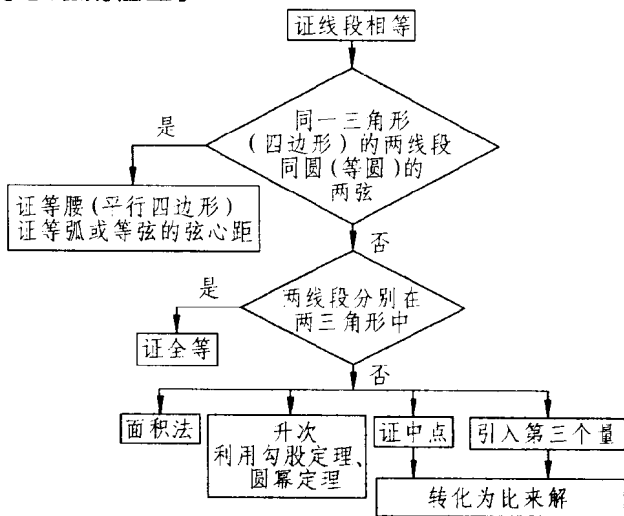 证线段相等
同一三角形
(四边形)的两线段
同圆(等圆)的
两弦
是
证等腰(平行四边形)
证等弧或等弦的弦心距
否
是
两线段分别在
两三角形中
证全等
否
面积法
升次
利用勾股定理、
圆幂定理
证中点
引入第三个量
转化为比来解